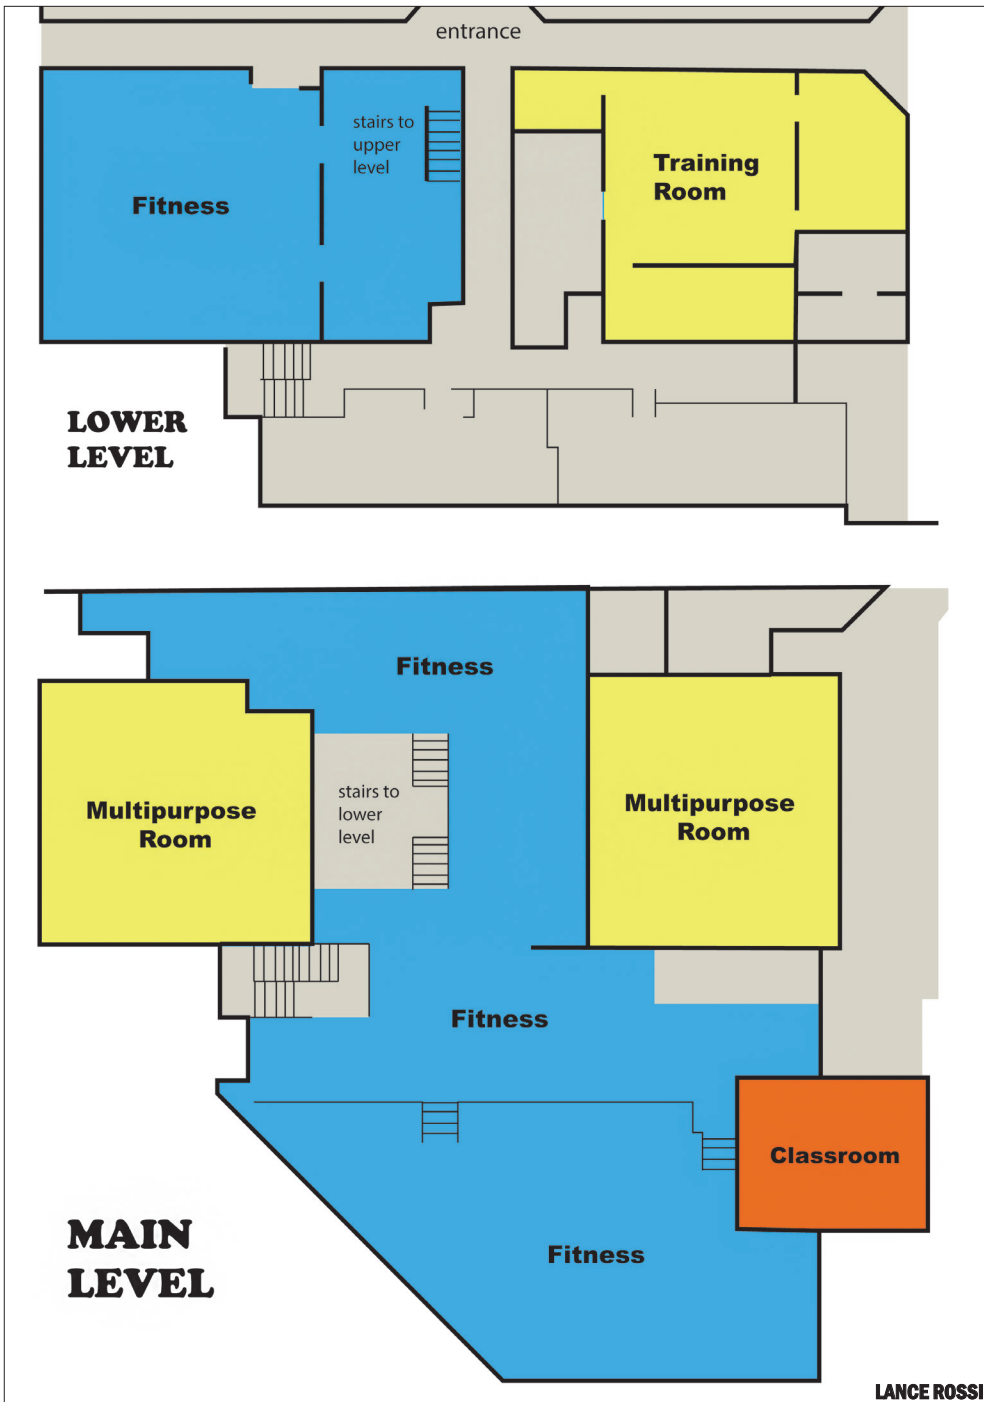 entrance
stairs to
upper
level
Fitness
Training
Room
LOWER
LEVEL
Fitness
stairs to
lower
level
Multipurpose
Room
Multipurpose
Room
Fitness
Classroom
MAIN
LEVEL
Fitness
LANCE ROSSI